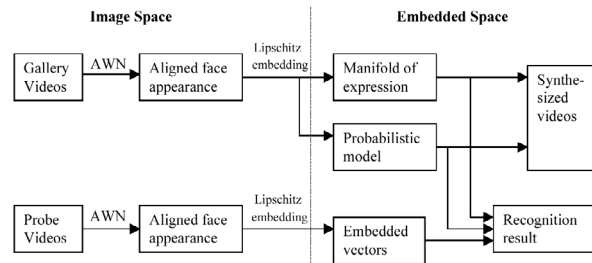 Image Space
Embedded Space
Gallery
Videos
AWN
Aligned face
appearance
Lipschitz
embedding
Manifold of
expression
Synthe-
sized
videos
Probabilistic
model
Probe
Videos
AWN
Aligned face
appearance
Lipschitz
embedding
Embedded
vectors
Recognition
result